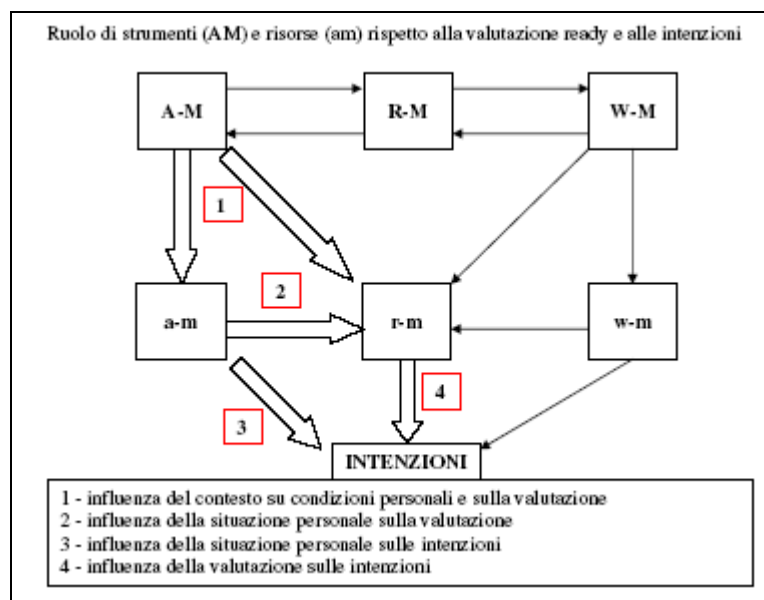 Ruolo di strumenti (AM) e risorse (am) rispetto alla valutazione ready e alle intenzioni
A-M
R-M
W-M
1
2
a-m
r-m
w-m
3
4
INTENZIONI
1 - influenza del contesto su condizioni personali e sulla valutazione
2 - influenza della situazione personale sulla valutazione
3 - influenza della situazione personale sulle intenzioni
4 - influenza della valutazione sulle intenzioni